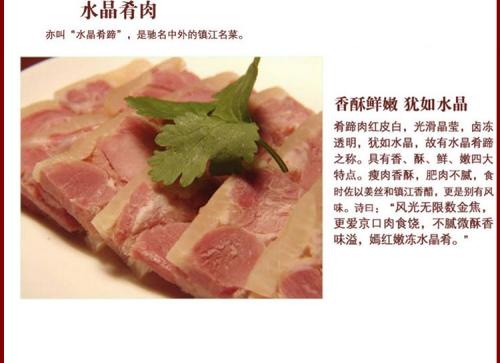 水晶肴肉
亦叫“水晶肴蹄”，是驰名中外的镇江名菜。
香酥鲜嫩 犹如水晶
肴蹄肉红皮白，光滑晶莹，卤冻
透明，犹如水晶，故有水晶肴蹄
之称。具有香、酥、鲜、嫩四大
特点。瘦肉香酥，肥肉不腻，食
时佐以姜丝和镇江香醋，更是别有风
味。诗曰：“风光无限数金焦，
更爱京口肉食饶，不腻微酥香
味溢，嫣红嫩冻水晶肴。”